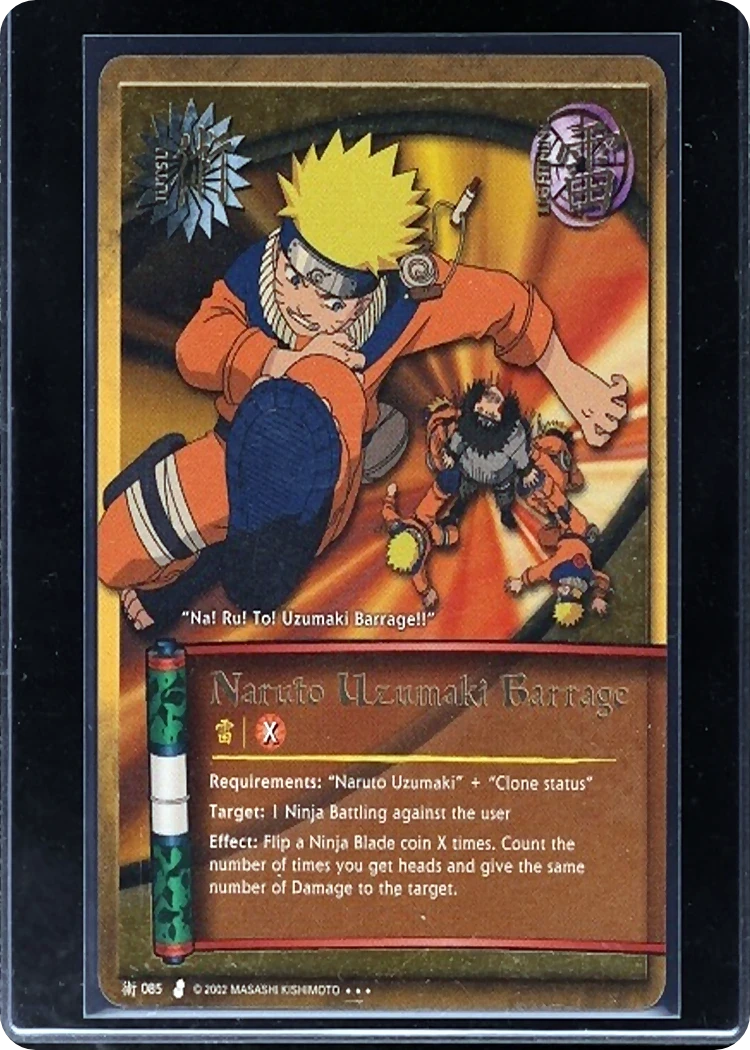 JUTSU
術
LIGHTNING
雷
"Na! Ru! To! Uzumaki Barrage!!"
Naruto Uzumaki Barrage
雷 | X
Requirements: "Naruto Uzumaki" + "Clone status"
Target: 1 Ninja Battling against the user
Effect: Flip a Ninja Blade coin X times. Count the
number of times you get heads and give the same
number of Damage to the target.
術 085 © 2002 MASASHI KISHIMOTO